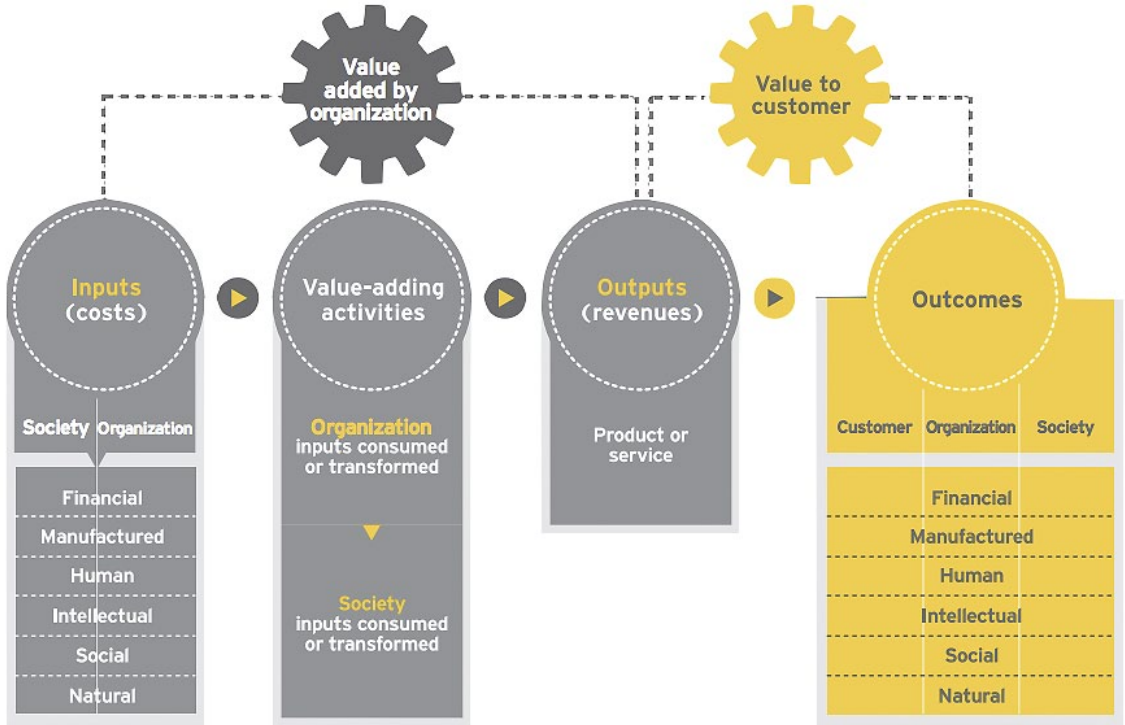 Value
added by
organization
Value to
customer
Inputs
(costs)
Value-adding
activities
Outputs
(revenues)
Outcomes
Society Organization
Financial
Manufactured
Human
Intellectual
Social
Natural
Organization
inputs consumed
or transformed
Society
inputs consumed
or transformed
Product or
service
Customer Organization Society
Financial
Manufactured
Human
Intellectual
Social
Natural